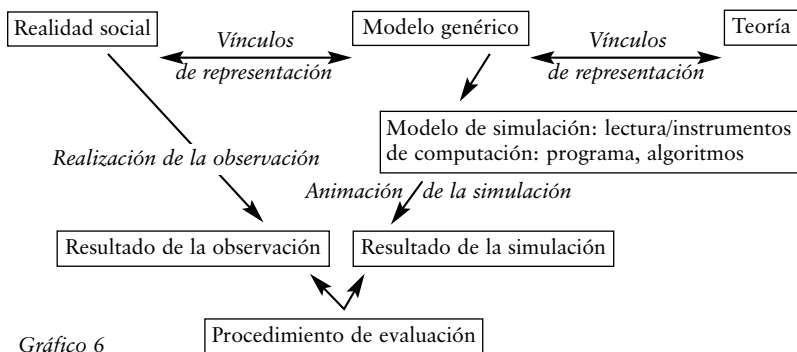 Realidad social
Vínculos
de representación
Modelo genérico
Vínculos
de representación
Teoría
Modelo de simulación: lectura/instrumentos
de computación: programa, algoritmos
Realización de la observación
Animación de la simulación
Resultado de la observación
Resultado de la simulación
Procedimiento de evaluación
Gráfico 6